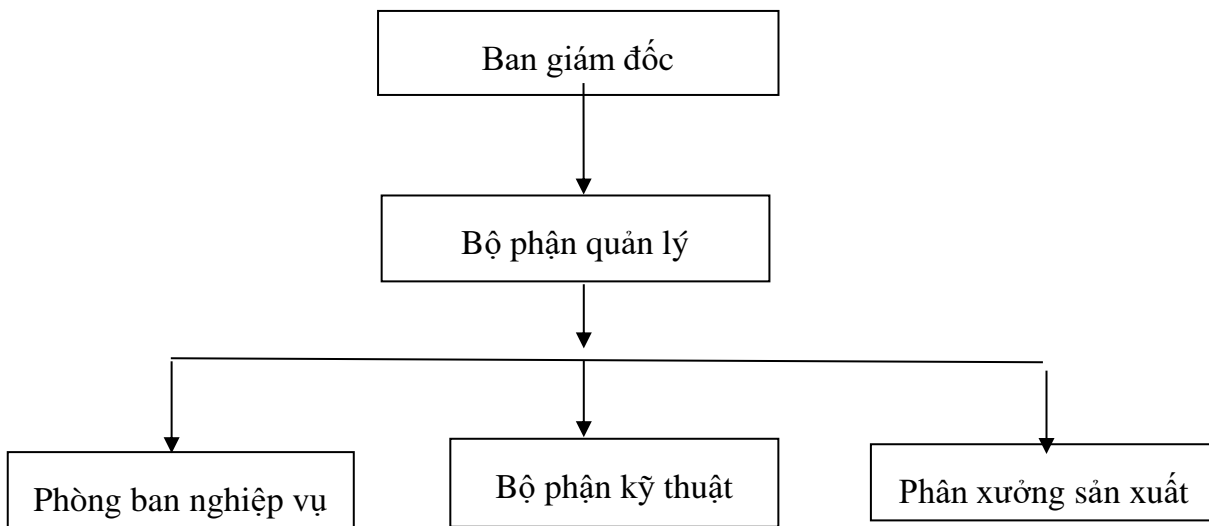 Ban giám đốc
Bộ phận quản lý
Phòng ban nghiệp vụ
Bộ phận kỹ thuật
Phân xưởng sản xuất